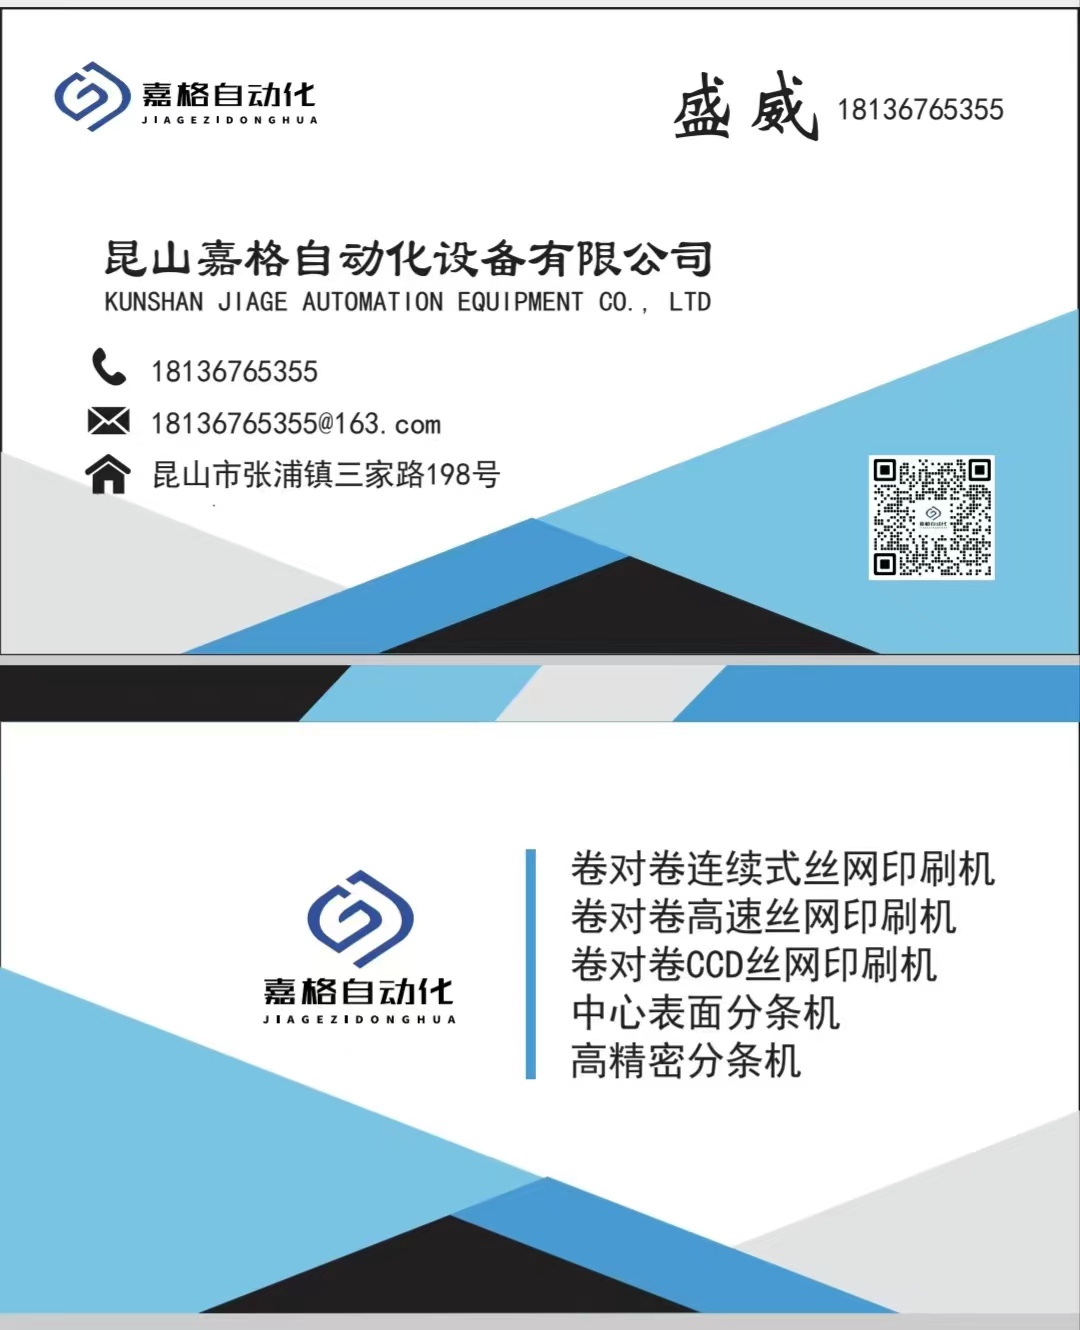 嘉格自动化
JIAGEZIDONGHUA
盛威 18136765355
昆山嘉格自动化设备有限公司
KUNSHAN JIAGE AUTOMATION EQUIPMENT CO., LTD
18136765355
18136765355@163.com
昆山市张浦镇三家路198号
嘉格自动化
嘉格自动化
JIAGEZIDONGHUA
卷对卷连续式丝网印刷机
卷对卷高速丝网印刷机
卷对卷CCD丝网印刷机
中心表面分条机
高精密分条机